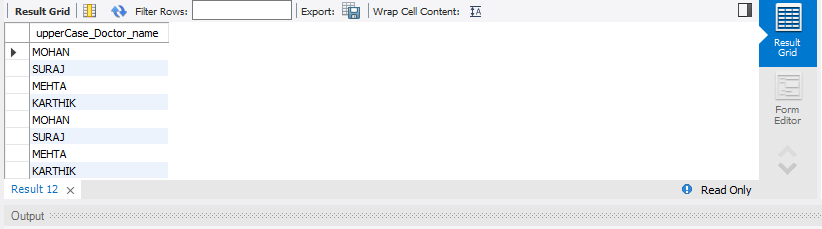 Result Grid Filter Rows: Export: Wrap Cell Content: IA
upperCase_Doctor_name
MOHAN
SURAJ
MEHTA
KARTHIK
MOHAN
SURAJ
MEHTA
KARTHIK
Result Grid
Form Editor
Result 12 × Read Only
Output